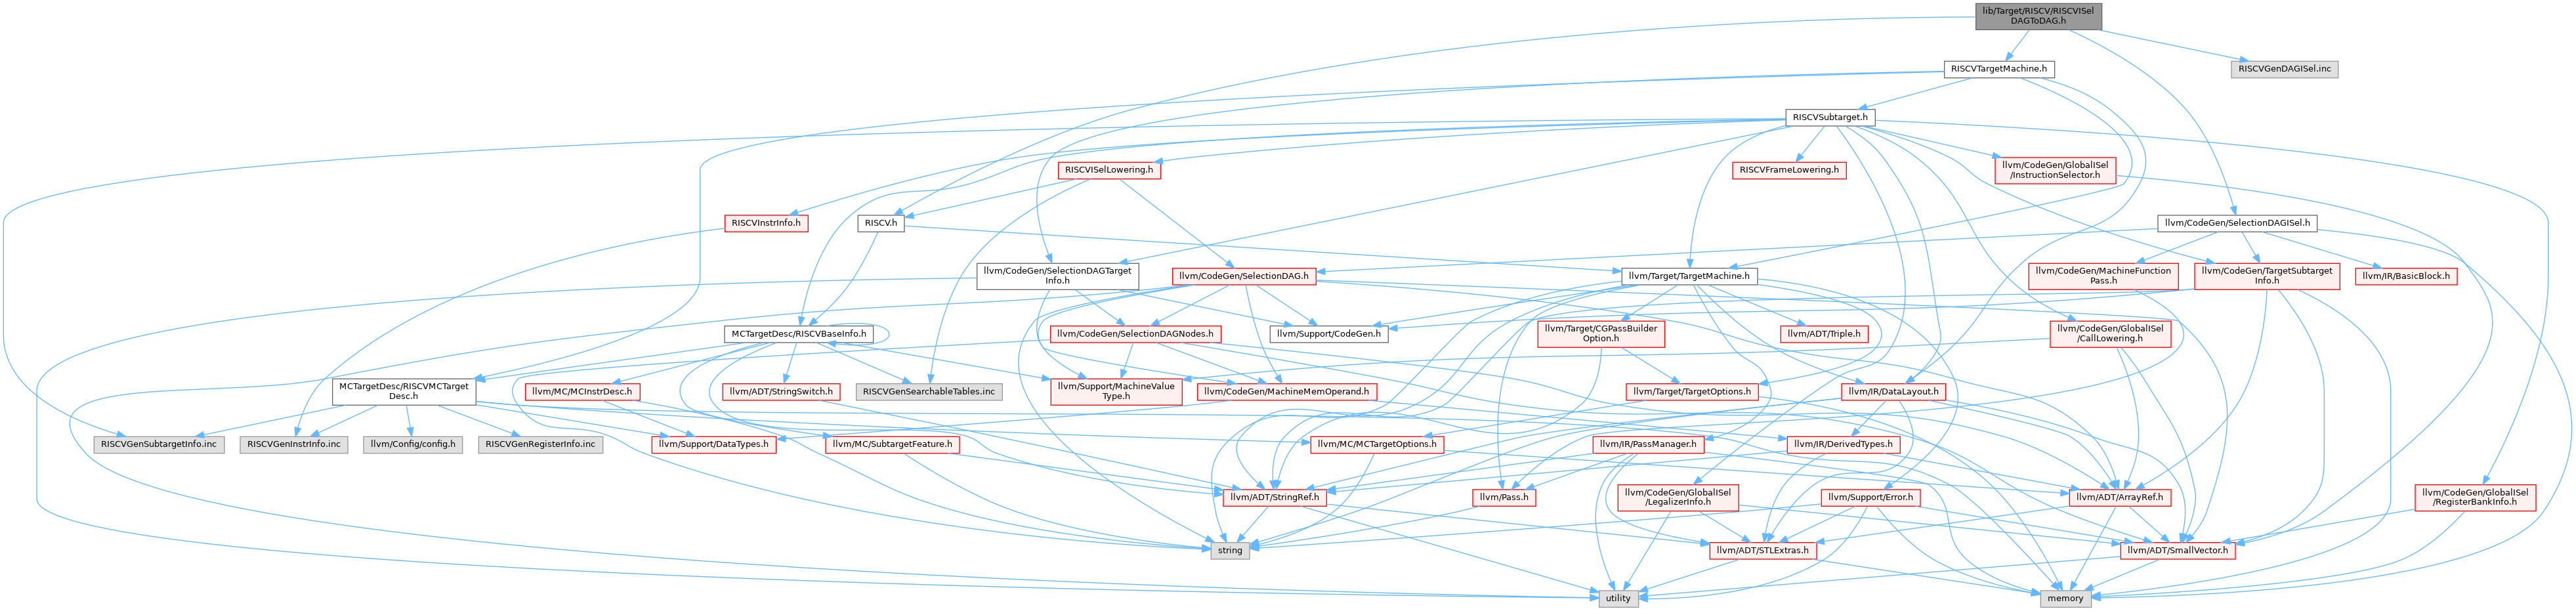 lib/Target/RISCV/RISCVISel
DAGToDAG.h
RISCVTargetMachine.h
RISCVGenDAGISel.inc
RISCVSubtarget.h
RISCVISelLowering.h
RISCVFrameLowering.h
llvm/CodeGen/GlobalISel
/InstructionSelector.h
RISCVInstrInfo.h
RISCV.h
llvm/CodeGen/SelectionDAGISel.h
llvm/CodeGen/SelectionDAGTarget
Info.h
llvm/CodeGen/SelectionDAG.h
llvm/Target/TargetMachine.h
llvm/CodeGen/MachineFunction
Pass.h
llvm/CodeGen/TargetSubtarget
Info.h
llvm/IR/BasicBlock.h
MCTargetDesc/RISCVBaseInfo.h
llvm/CodeGen/SelectionDAGNodes.h
llvm/Support/CodeGen.h
llvm/Target/CGPassBuilder
Option.h
llvm/ADT/Triple.h
llvm/CodeGen/GlobalISel
/CallLowering.h
MCTargetDesc/RISCVMCTarget
Desc.h
llvm/MC/MCInstrDesc.h
llvm/ADT/StringSwitch.h
RISCVGenSearchableTables.inc
llvm/Support/MachineValue
Type.h
llvm/CodeGen/MachineMemOperand.h
llvm/Target/TargetOptions.h
llvm/IR/DataLayout.h
RISCVGenSubtargetInfo.inc
RISCVGenInstrInfo.inc
llvm/Config/config.h
RISCVGenRegisterInfo.inc
llvm/Support/DataTypes.h
llvm/MC/SubtargetFeature.h
llvm/MC/MCTargetOptions.h
llvm/IR/PassManager.h
llvm/IR/DerivedTypes.h
llvm/ADT/StringRef.h
llvm/Pass.h
llvm/CodeGen/GlobalISel
/LegalizerInfo.h
llvm/Support/Error.h
llvm/ADT/ArrayRef.h
llvm/CodeGen/GlobalISel
/RegisterBankInfo.h
string
llvm/ADT/STLExtras.h
llvm/ADT/SmallVector.h
utility
memory